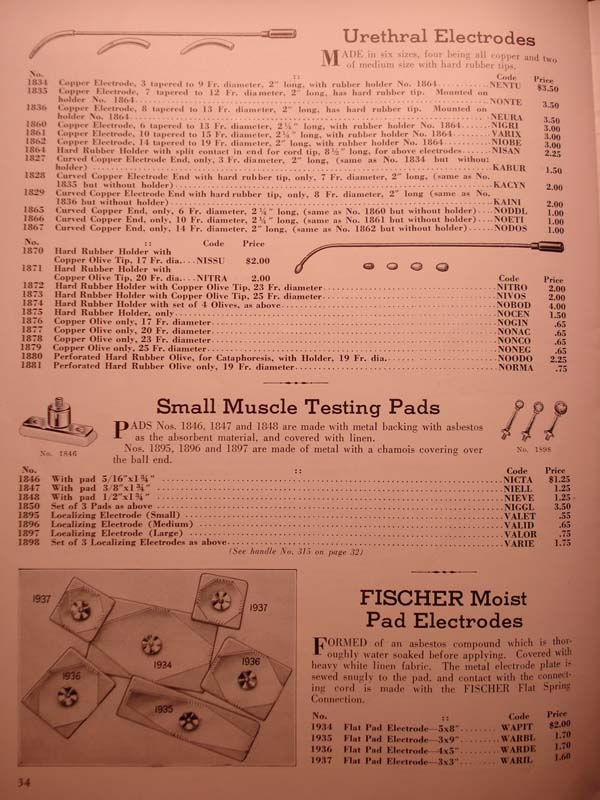 Urethral Electrodes
MADE in six sizes, four being all copper and two
of medium size with hard rubber tips.
No. :: Code Price
1834 Copper Electrode, 3 tapered to 9 Fr. diameter, 2" long, with rubber holder No. 1864 NENTU $3.50
1835 Copper Electrode, 7 tapered to 12 Fr. diameter, 2" long, has hard rubber tip. Mounted on
holder No. 1864 NONTE 3.50
1836 Copper Electrode, 8 tapered to 13 Fr. diameter, 2" long, has hard rubber tip. Mounted on
holder No. 1864 NEURA 3.50
1860 Copper Electrode, 6 tapered to 13 Fr. diameter, 2¼" long, with rubber holder No. 1864 NIGRI 3.00
1861 Copper Electrode, 10 tapered to 15 Fr. diameter, 2¼" long, with rubber holder No. 1864 VARIX 3.00
1862 Copper Electrode, 14 tapered to 19 Fr. diameter, 2" long, with rubber holder No. 1864 NIOBE 3.00
1864 Hard Rubber Holder with split contact in end for cord tip, 8½" long, for above electrodes NISAN 2.25
1827 Curved Copper Electrode End, only, 3 Fr. diameter, 2" long, (same as No. 1834 but without
holder) KABUR 1.50
1828 Curved Copper Electrode End with hard rubber tip, only, 7 Fr. diameter, 2" long, (same as No.
1835 but without holder) KACYN 2.00
1829 Curved Copper Electrode End with hard rubber tip, only, 8 Fr. diameter, 2" long (same as No.
1836 but without holder) KAINI 2.00
1865 Curved Copper End, only, 6 Fr. diameter, 2¼" long, (same as No. 1860 but without holder) NODDL 1.00
1866 Curved Copper End, only, 10 Fr. diameter, 2¼" long, (same as No. 1861 but without holder) NOETI 1.00
1867 Curved Copper End, only, 14 Fr. diameter, 2" long, (same as No. 1862 but without holder) NODOS 1.00
No. :: Code Price
1870 Hard Rubber Holder with
Copper Olive Tip, 17 Fr. dia. NISSU $2.00
1871 Hard Rubber Holder with
Copper Olive Tip, 20 Fr. dia. NITRA 2.00
Code Price
1872 Hard Rubber Holder with Copper Olive Tip, 23 Fr. diameter NITRO 2.00
1873 Hard Rubber Holder with Copper Olive Tip, 25 Fr. diameter NIVOS 2.00
1874 Hard Rubber Holder with set of 4 Olives, as above NOBOD 4.00
1875 Hard Rubber Holder, only NOCEN 1.50
1876 Copper Olive only, 17 Fr. diameter NOGIN .65
1877 Copper Olive only, 20 Fr. diameter NONAC .65
1878 Copper Olive only, 23 Fr. diameter NONCO .65
1879 Copper Olive only, 25 Fr. diameter NONEG .65
1880 Perforated Hard Rubber Olive, for Cataphoresis, with Holder, 19 Fr. dia. NOODO 2.25
1881 Perforated Hard Rubber Olive only, 19 Fr. diameter NORMA .75
Small Muscle Testing Pads
PADS Nos. 1846, 1847 and 1848 are made with metal backing with asbestos
as the absorbent material, and covered with linen.
Nos. 1895, 1896 and 1897 are made of metal with a chamois covering over
the ball end.
No. 1846
No. 1898
No. :: Code Price
1846 With pad 5/16"x1¾" NICTA $1.25
1847 With pad 3/8"x1¾" NIELL 1.25
1848 With pad 1/2"x1¾" NIEVE 1.25
1850 Set of 3 Pads as above NIGGL 3.50
1895 Localizing Electrode (Small) VALET .55
1896 Localizing Electrode (Medium) VALID .65
1897 Localizing Electrode (Large) VALOR .75
1898 Set of 3 Localizing Electrodes as above VARIE 1.75
(See handle No. 315 on page 32)
1937
1937
1934
1936
1936
1935
FISCHER Moist
Pad Electrodes
FORMED of an asbestos compound which is thor-
oughly water soaked before applying. Covered with
heavy white linen fabric. The metal electrode plate is
sewed snugly to the pad, and contact with the connect-
ing cord is made with the FISCHER Flat Spring
Connection.
No. :: Code Price
1934 Flat Pad Electrode—5x8" WAPIT $2.00
1935 Flat Pad Electrode—3x9" WARBL 1.70
1936 Flat Pad Electrode—4x5" WARDE 1.70
1937 Flat Pad Electrode—3x3" WARIL 1.60
34